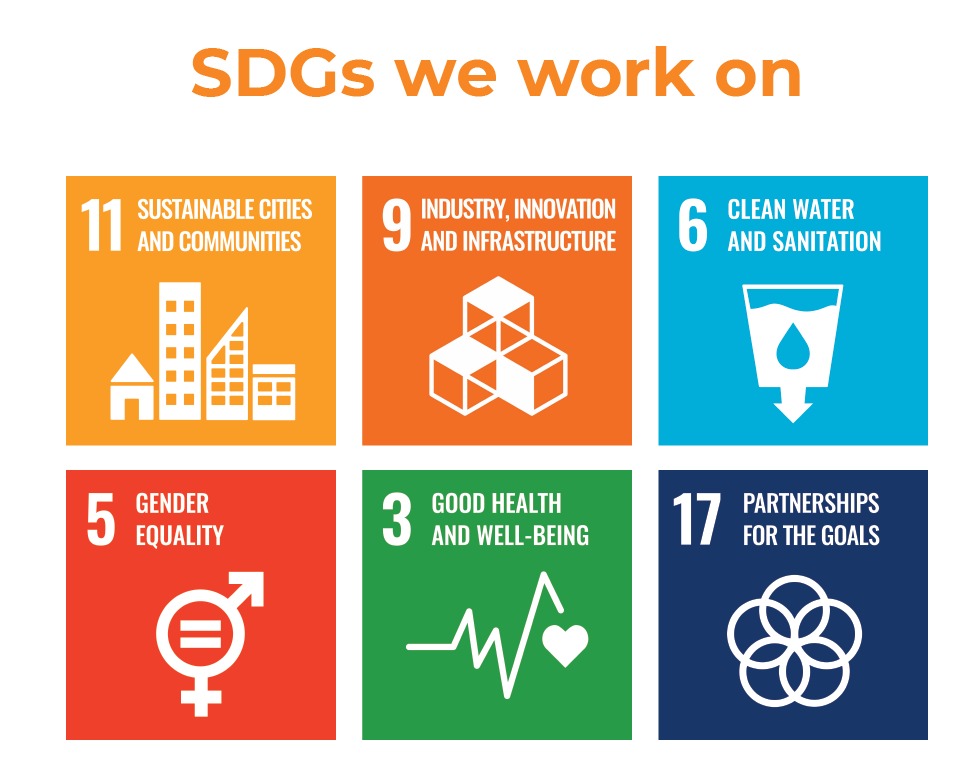 SDGs we work on
11 SUSTAINABLE CITIES
AND COMMUNITIES
9 INDUSTRY, INNOVATION
AND INFRASTRUCTURE
6 CLEAN WATER
AND SANITATION
5 GENDER
EQUALITY
3 GOOD HEALTH
AND WELL-BEING
17 PARTNERSHIPS
FOR THE GOALS